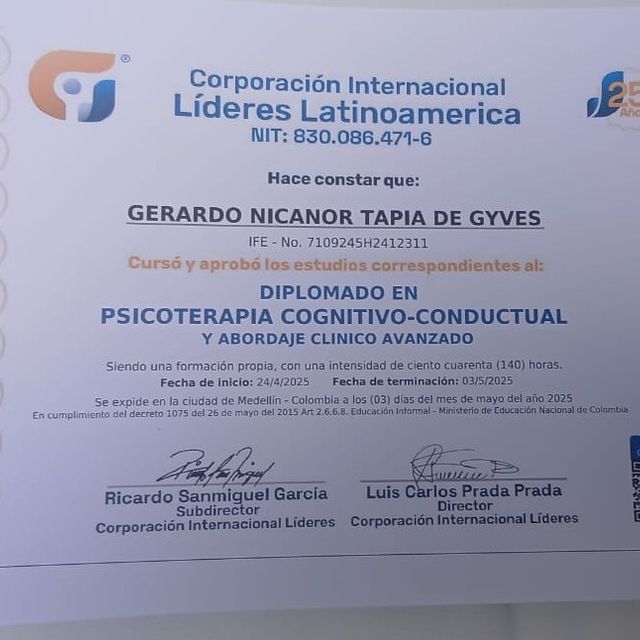 ®
Corporación Internacional
Líderes Latinoamerica
NIT: 830.086.471-6
25
Años
Hace constar que:
GERARDO NICANOR TAPIA DE GYVES
IFE - No. 7109245H2412311
Cursó y aprobó los estudios correspondientes al:
DIPLOMADO EN
PSICOTERAPIA COGNITIVO-CONDUCTUAL
Y ABORDAJE CLINICO AVANZADO
Siendo una formación propia, con una intensidad de ciento cuarenta (140) horas.
Fecha de inicio: 24/4/2025 Fecha de terminación: 03/5/2025
Se expide en la ciudad de Medellín - Colombia a los (03) días del mes de mayo del año 2025
En cumplimiento del decreto 1075 del 26 de mayo del 2015 Art 2.6.6.8. Educación Informal - Ministerio de Educación Nacional de Colombia
Ricardo Sanmiguel García
Subdirector
Corporación Internacional Líderes
Luis Carlos Prada Prada
Director
Corporación Internacional Líderes